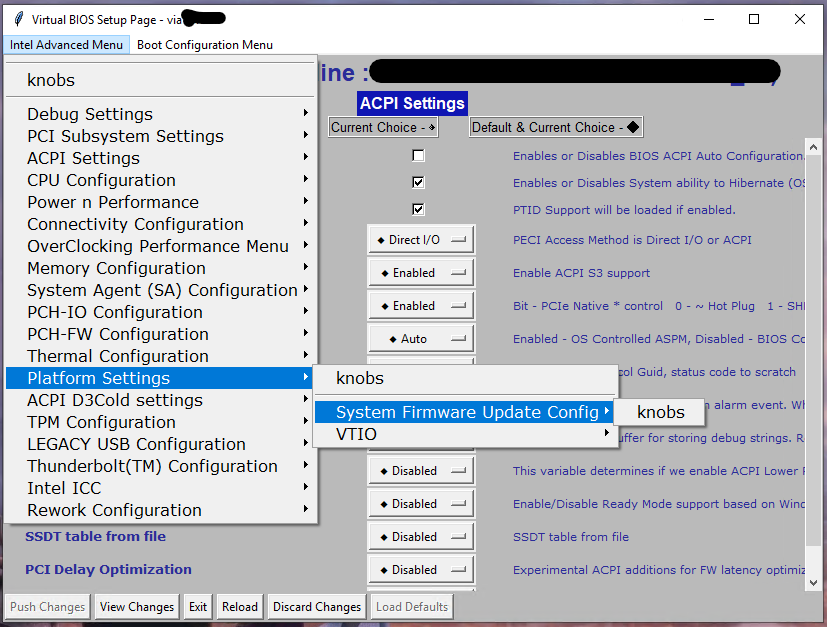 Virtual BIOS Setup Page - via
Intel Advanced Menu Boot Configuration Menu
line :
knobs
Debug Settings
PCI Subsystem Settings
ACPI Settings
CPU Configuration
Power n Performance
Connectivity Configuration
OverClocking Performance Menu
Memory Configuration
System Agent (SA) Configuration
PCH-IO Configuration
PCH-FW Configuration
Thermal Configuration
Platform Settings
ACPI D3Cold settings
TPM Configuration
LEGACY USB Configuration
Thunderbolt(TM) Configuration
Intel ICC
Rework Configuration
knobs
System Firmware Update Config
VTIO
knobs
ACPI Settings
Current Choice - Default & Current Choice -
Enables or Disables BIOS ACPI Auto Configuration.
Enables or Disables System ability to Hibernate (OS
PTID Support will be loaded if enabled.
Direct I/O PECI Access Method is Direct I/O or ACPI
Enabled Enable ACPI S3 support
Enabled Bit - PCIe Native * control 0 - ~ Hot Plug 1 - SH
Auto Enabled - OS Controlled ASPM, Disabled - BIOS Co
ol Guid, status code to scratch
alarm event. Wh
uffer for storing debug strings. R
Disabled This variable determines if we enable ACPI Lower P
Disabled Enable/Disable Ready Mode support based on Wind
SSDT table from file Disabled SSDT table from file
PCI Delay Optimization Disabled Experimental ACPI additions for FW latency optimiz
Push Changes View Changes Exit Reload Discard Changes Load Defaults